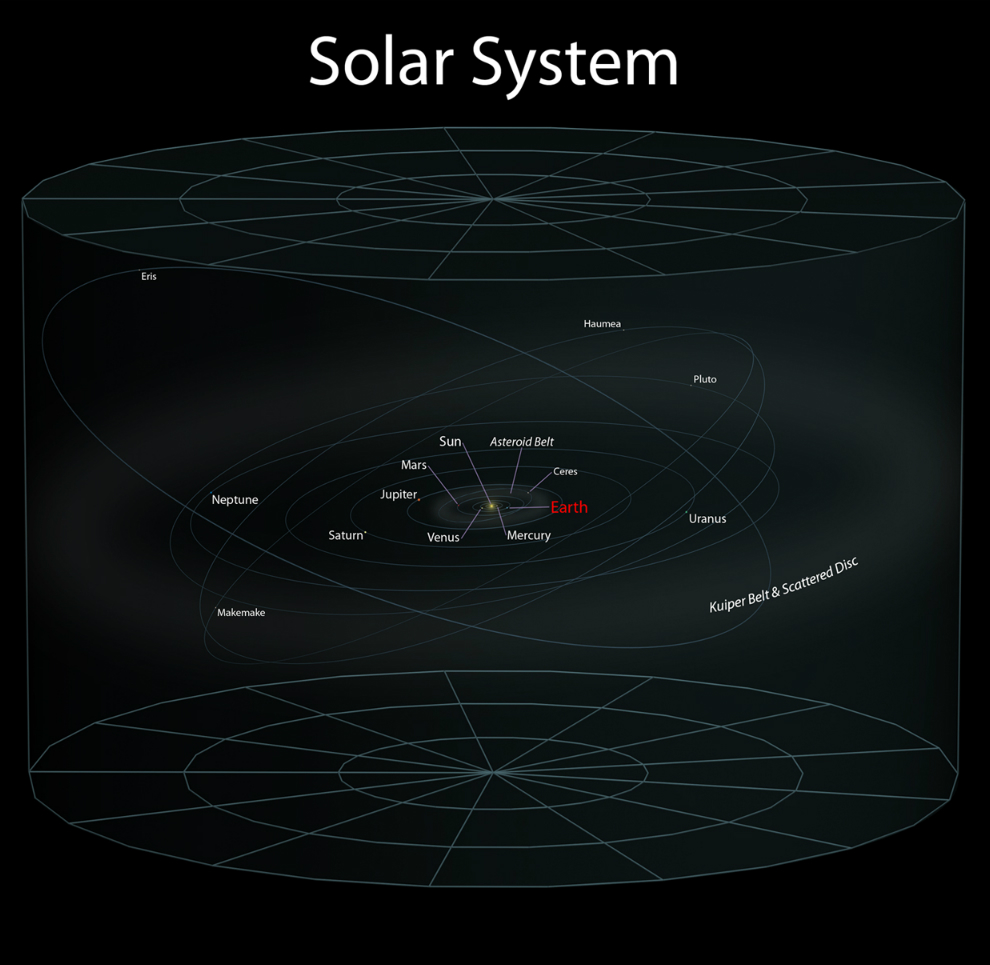 Solar System
Eris
Haumea
Pluto
Sun
Asteroid Belt
Mars
Ceres
Jupiter
Neptune
Earth
Uranus
Saturn
Venus
Mercury
Kuiper Belt & Scattered Disc
Makemake